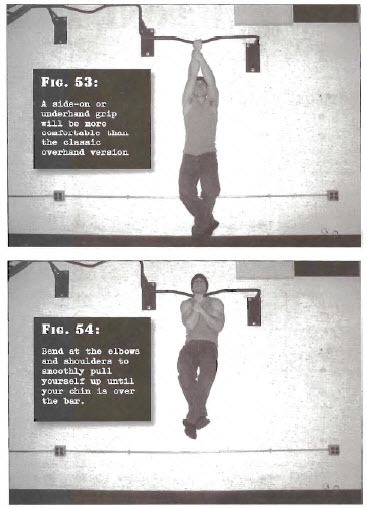 FIG. 53:
A side-on or
underhand grip
will be more
comfortable than
the classic
overhand version
FIG. 54:
Bend at the elbows
and shoulders to
smoothly pull
yourself up until
your chin is over
the bar.